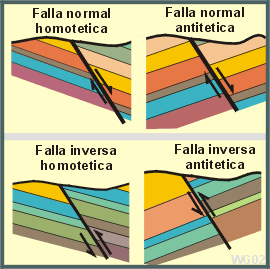 Falla normal
homotetica
Falla normal
antitetica
Falla inversa
homotetica
Falla inversa
antitetica
WG02